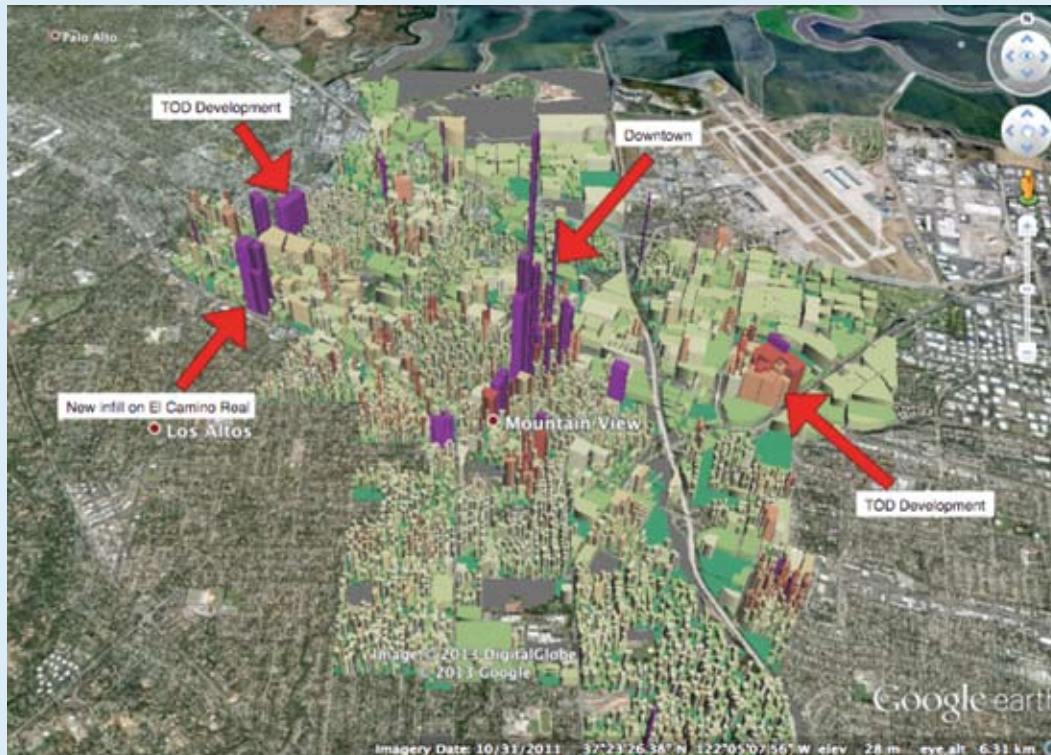 Palo Alto
TOD Development
Downtown
New infill on El Camino Real
Los Altos
Mountain View
TOD Development
Image © 2013 DigitalGlobe
© 2013 Google
Google earth
Imagery Date: 10/31/2011 37°23'26.38" N 122°05'07.56" W elev 28 m eye alt 6.31 km